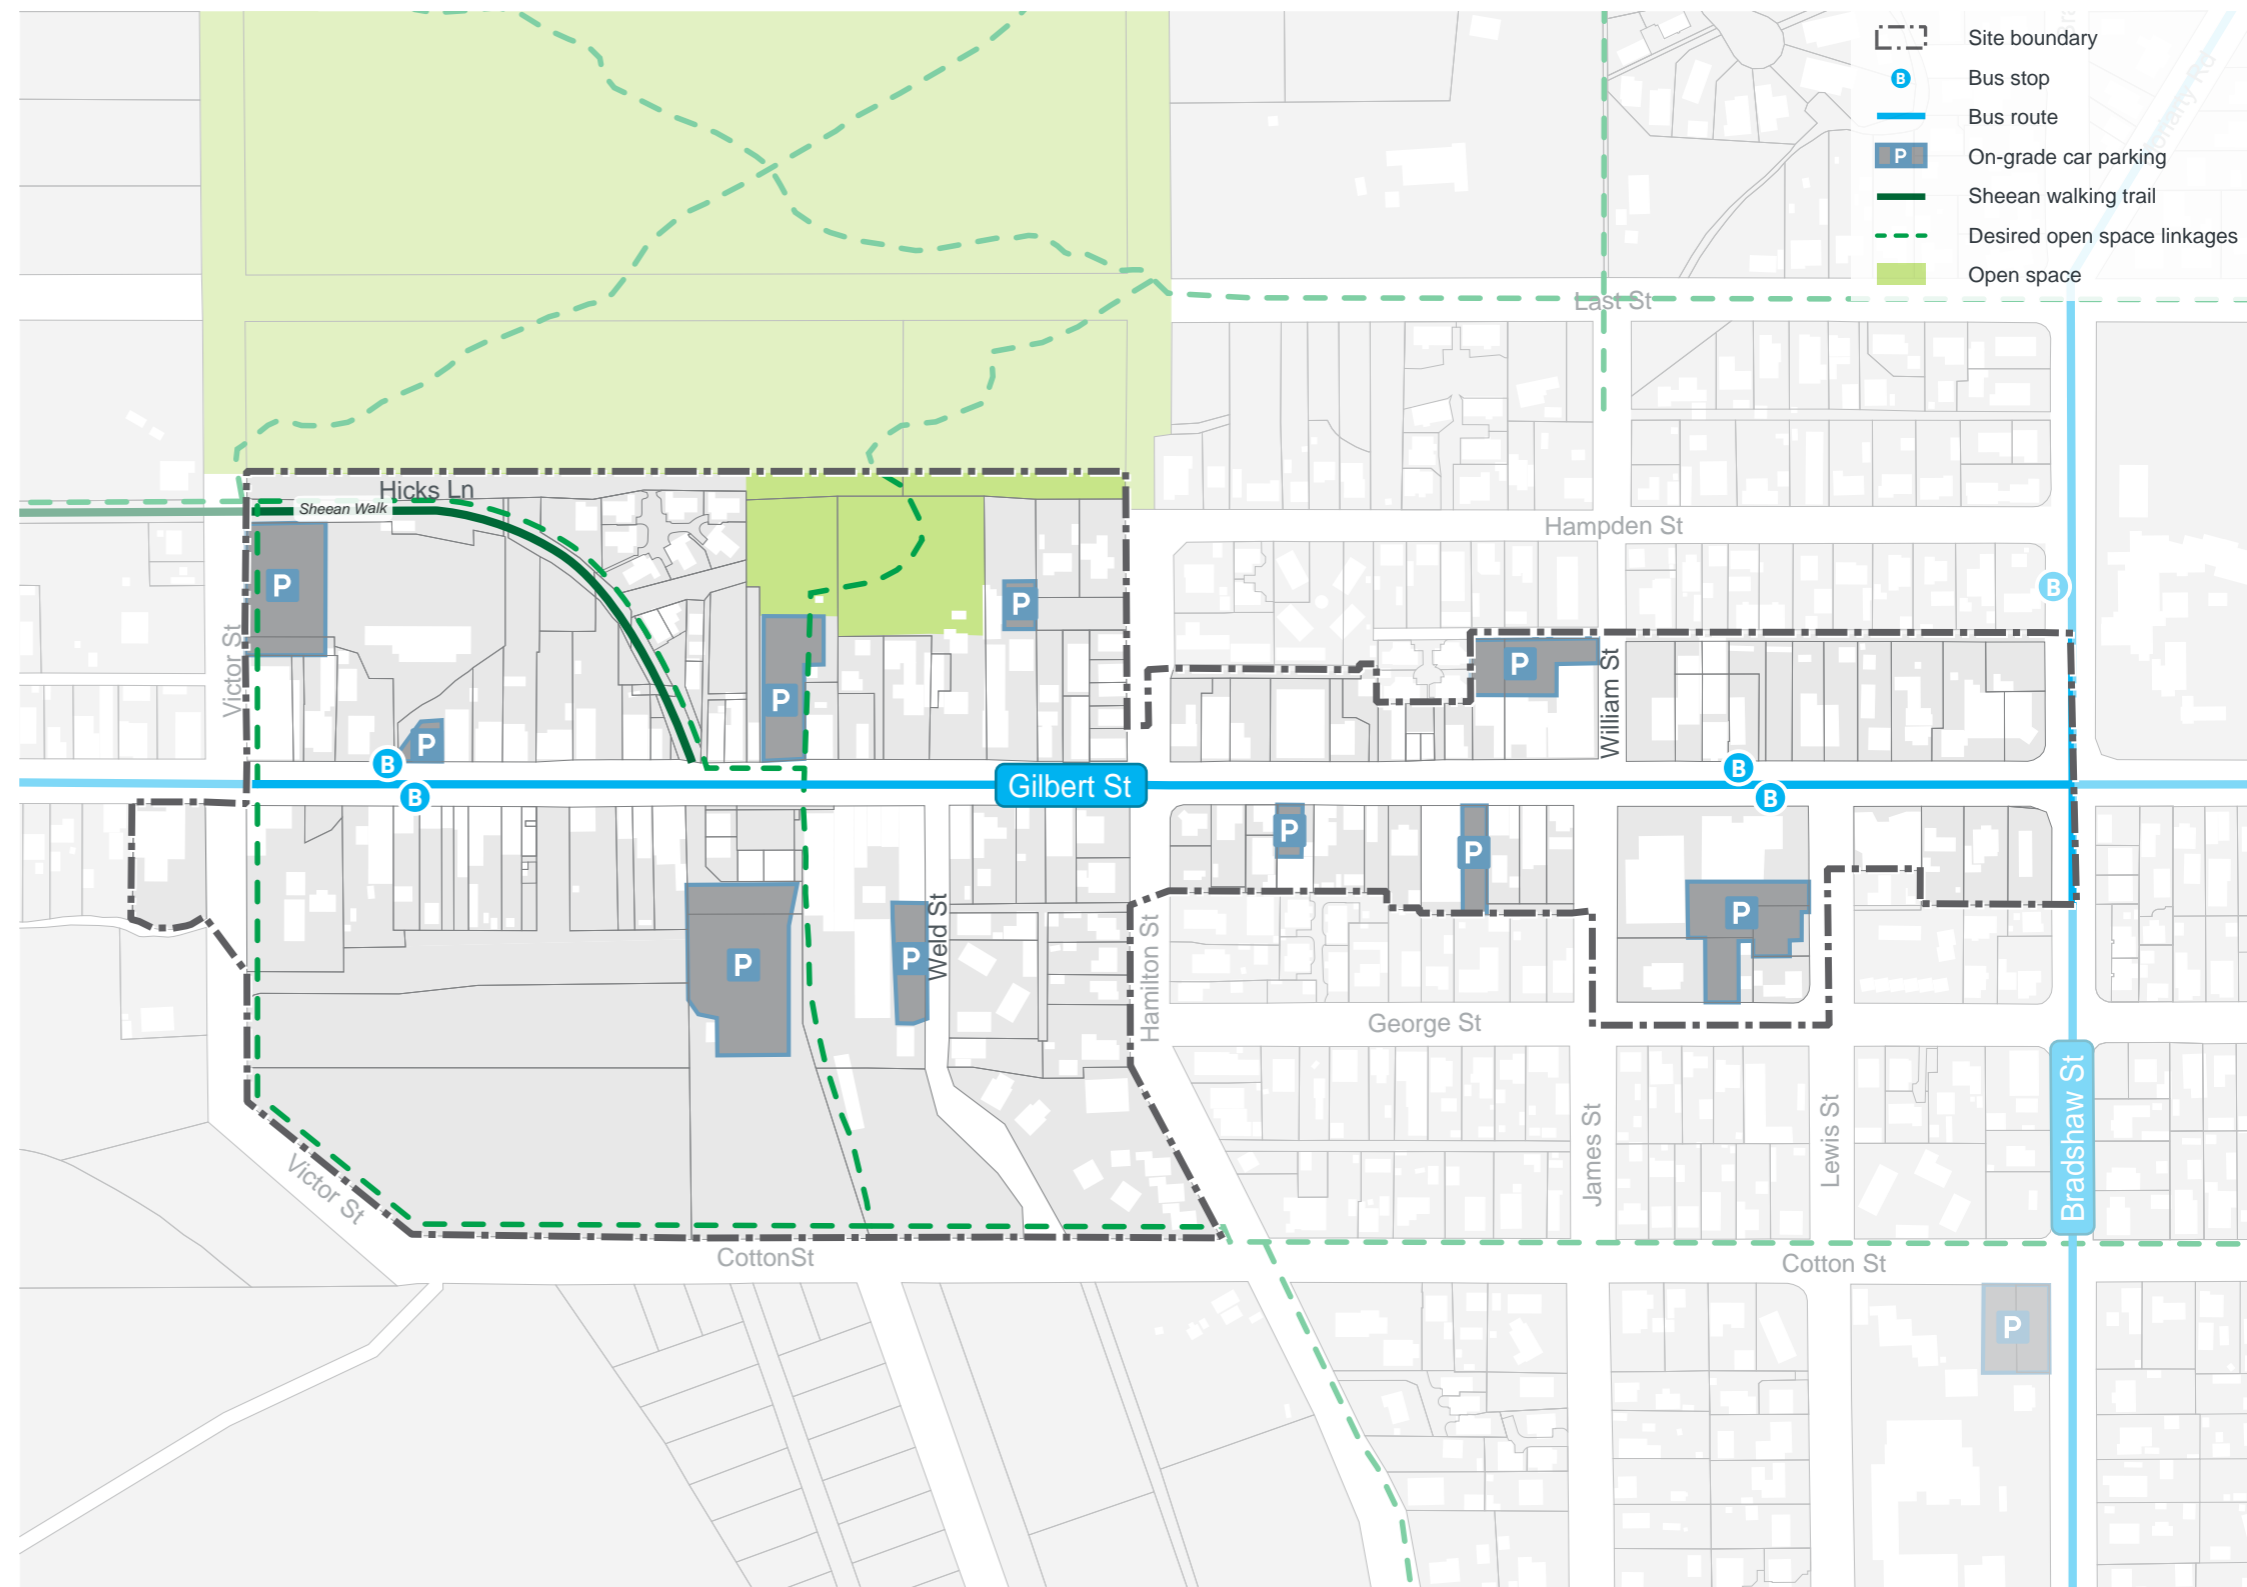 Site boundary
B Bus stop
Bus route
P On-grade car parking
Sheean walking trail
Desired open space linkages
Open space
Last St
Hicks Ln
Sheean Walk
Hampden St
P
P
B
Victor St
P
P
William St
P
P
B
B
Gilbert St
B
B
P
P
P
P
P
Weld St
Hamilton St
George St
Bradshaw St
James St
Lewis St
Victor St
CottonSt
Cotton St
P